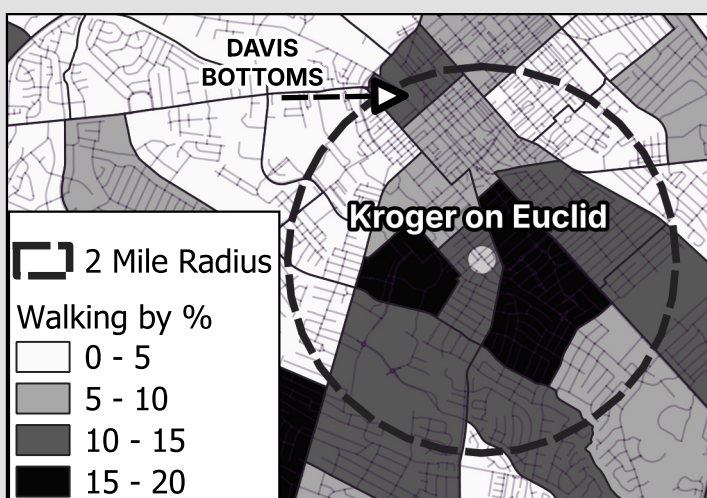 DAVIS
BOTTOMS
Kroger on Euclid
2 Mile Radius
Walking by %
0 - 5
5 - 10
10 - 15
15 - 20